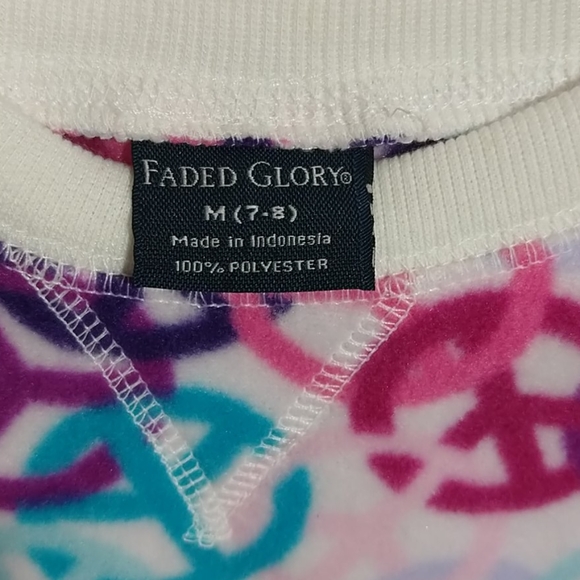 FADED GLORY®
M (7-8)
Made in Indonesia
100% POLYESTER